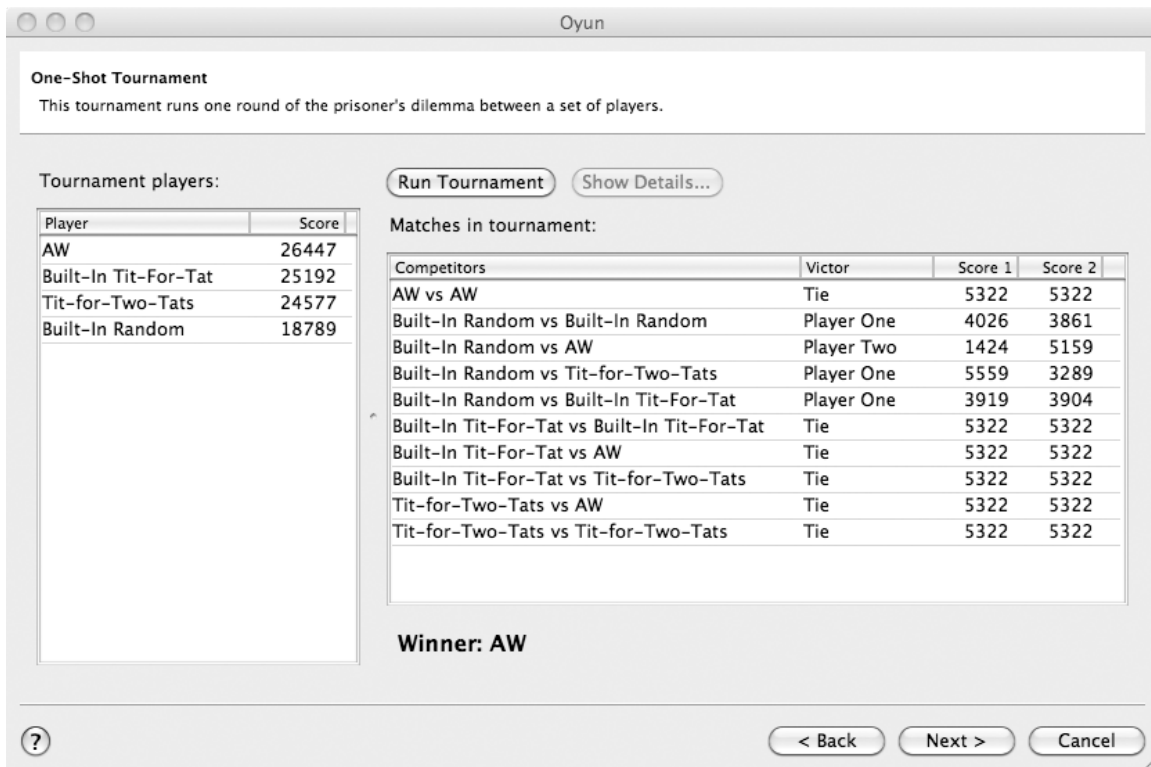 Oyun
One-Shot Tournament
This tournament runs one round of the prisoner's dilemma between a set of players.
Tournament players:
Player Score
AW 26447
Built-In Tit-For-Tat 25192
Tit-for-Two-Tats 24577
Built-In Random 18789
Run Tournament Show Details...
Matches in tournament:
Competitors Victor Score 1 Score 2
AW vs AW Tie 5322 5322
Built-In Random vs Built-In Random Player One 4026 3861
Built-In Random vs AW Player Two 1424 5159
Built-In Random vs Tit-for-Two-Tats Player One 5559 3289
Built-In Random vs Built-In Tit-For-Tat Player One 3919 3904
Built-In Tit-For-Tat vs Built-In Tit-For-Tat Tie 5322 5322
Built-In Tit-For-Tat vs AW Tie 5322 5322
Built-In Tit-For-Tat vs Tit-for-Two-Tats Tie 5322 5322
Tit-for-Two-Tats vs AW Tie 5322 5322
Tit-for-Two-Tats vs Tit-for-Two-Tats Tie 5322 5322
Winner: AW
? < Back Next > Cancel